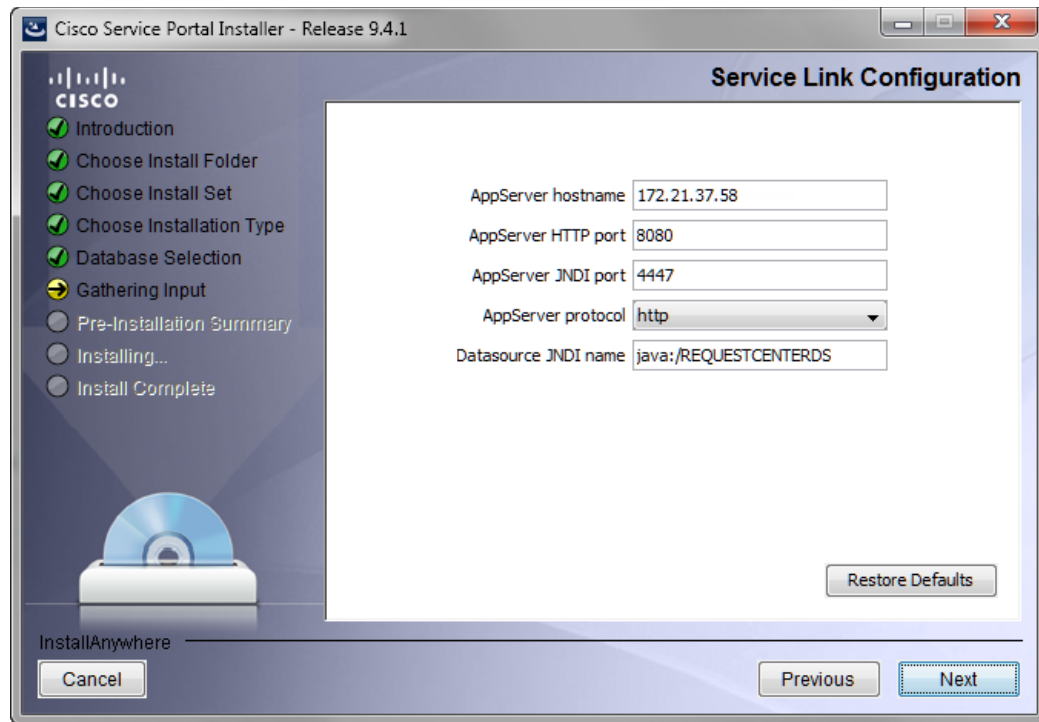 Cisco Service Portal Installer - Release 9.4.1
CISCO
Service Link Configuration
Introduction
Choose Install Folder
Choose Install Set
Choose Installation Type
Database Selection
Gathering Input
Pre-Installation Summary
Installing...
Install Complete
AppServer hostname 172.21.37.58
AppServer HTTP port 8080
AppServer JNDI port 4447
AppServer protocol http
Datasource JNDI name java:/REQUESTCENTERDS
Restore Defaults
InstallAnywhere
Cancel Previous Next